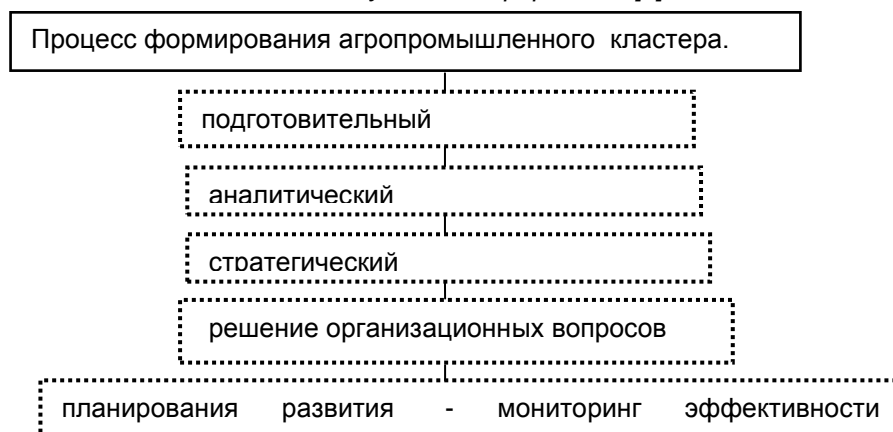 Процесс формирования агропромышленного кластера.
подготовительный
аналитический
стратегический
решение организационных вопросов
планирования развития - мониторинг эффективности